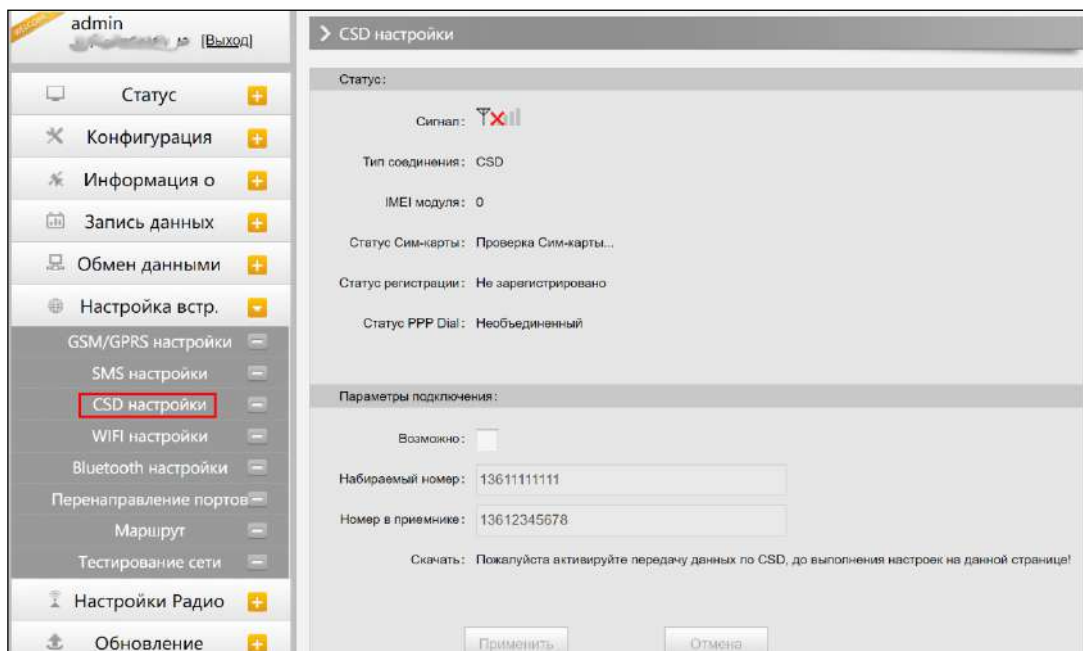 WELCOME
admin
[Выход]
Статус
Конфигурация
Информация о
Запись данных
Обмен данными
Настройка встр.
GSM/GPRS настройки
SMS настройки
CSD настройки
WIFI настройки
Bluetooth настройки
Перенаправление портов
Маршрут
Тестирование сети
Настройки Радио
Обновление
CSD настройки
Статус:
Сигнал:
Тип соединения: CSD
IMEI модуля: 0
Статус Сим-карты: Проверка Сим-карты...
Статус регистрации: Не зарегистрировано
Статус PPP Dial: Необъединенный
Параметры подключения:
Возможно:
Набираемый номер: 13611111111
Номер в приемнике: 13612345678
Скачать: Пожалуйста активируйте передачу данных по CSD, до выполнения настроек на данной странице!
Применить Отмена